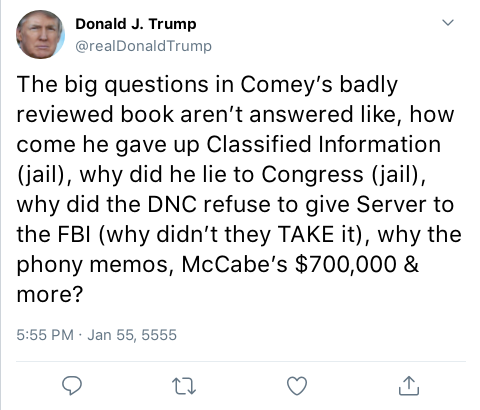 Donald J. Trump
@realDonaldTrump
The big questions in Comey’s badly
reviewed book aren’t answered like, how
come he gave up Classified Information
(jail), why did he lie to Congress (jail),
why did the DNC refuse to give Server to
the FBI (why didn’t they TAKE it), why the
phony memos, McCabe’s $700,000 &
more?
5:55 PM · Jan 55, 5555